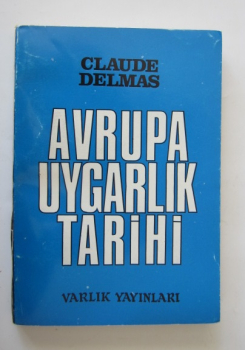 CLAUDE
DELMAS
AVRUPA
UYGARLIK
TARİHİ
VARLIK YAYINLARI